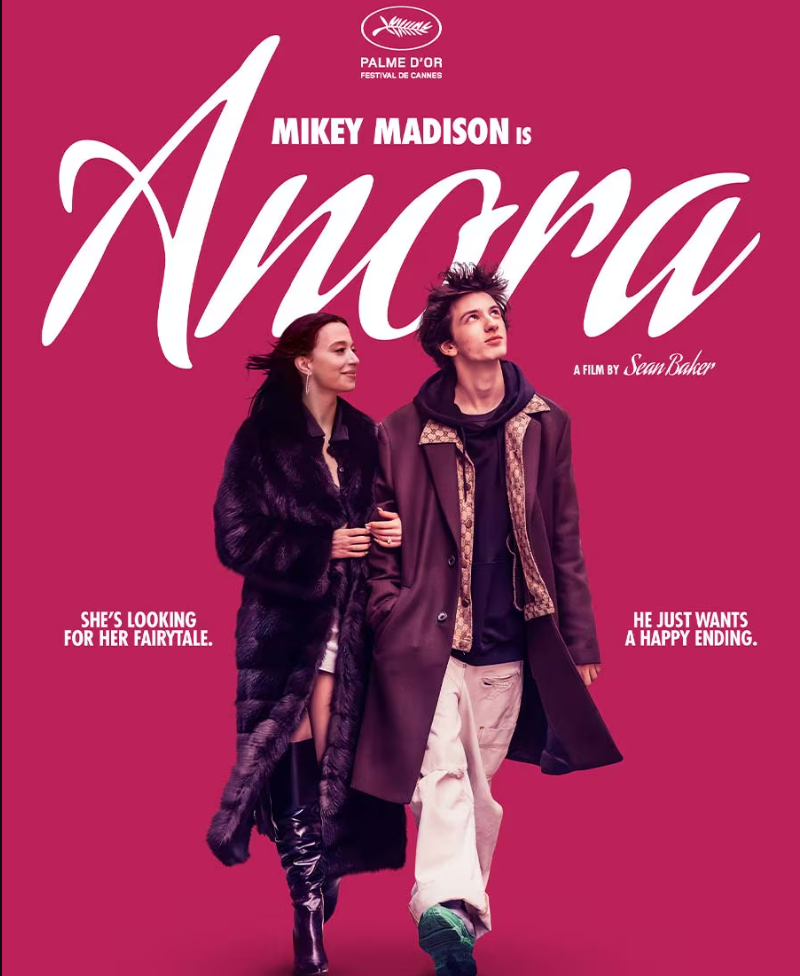 PALME D'OR
FESTIVAL DE CANNES
MIKEY MADISON IS
Anora
A FILM BY Sean Baker
SHE'S LOOKING
FOR HER FAIRYTALE.
HE JUST WANTS
A HAPPY ENDING.